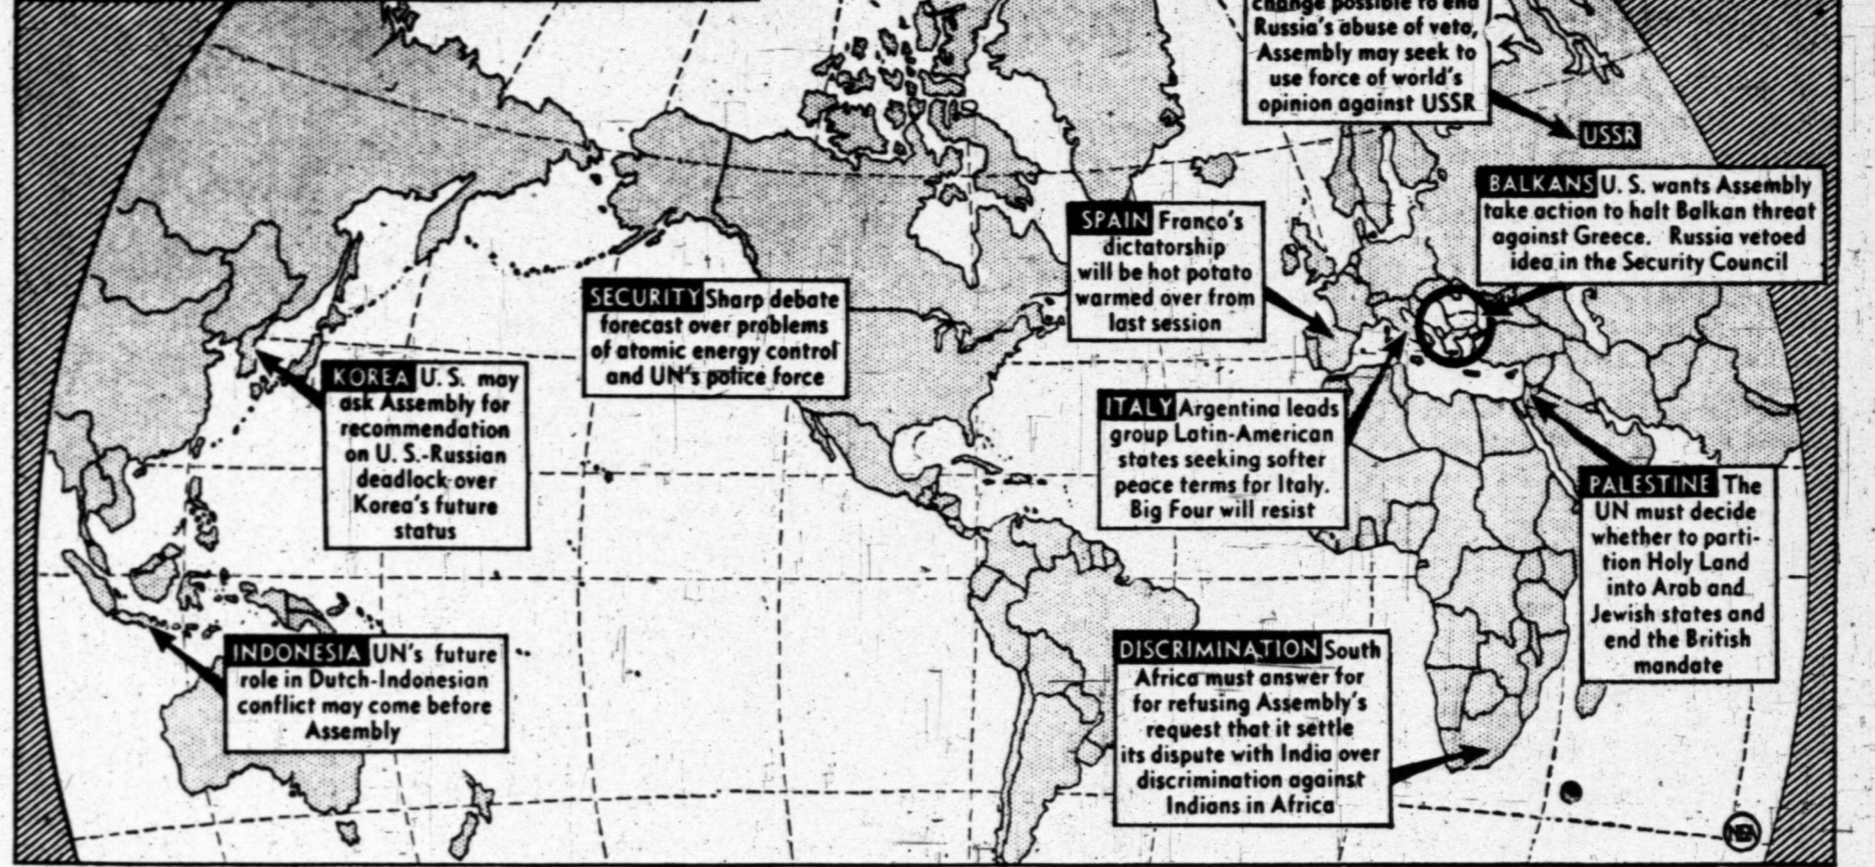 change possible to end
Russia's abuse of veto,
Assembly may seek to
use force of world's
opinion against USSR
USSR
BALKANS U. S. wants Assembly
take action to halt Balkan threat
against Greece. Russia vetoed
idea in the Security Council
SPAIN Franco's
dictatorship
will be hot potato
warmed over from
last session
SECURITY Sharp debate
forecast over problems
of atomic energy control
and UN's police force
KOREA U. S. may
ask Assembly for
recommendation
on U. S.-Russian
deadlock over
Korea's future
status
ITALY Argentina leads
group Latin-American
states seeking softer
peace terms for Italy.
Big Four will resist
PALESTINE The
UN must decide
whether to parti-
tion Holy Land
into Arab and
Jewish states and
end the British
mandate
INDONESIA UN's future
role in Dutch-Indonesian
conflict may come before
Assembly
DISCRIMINATION South
Africa must answer for
for refusing Assembly's
request that it settle
its dispute with India over
discrimination against
Indians in Africa
NEA